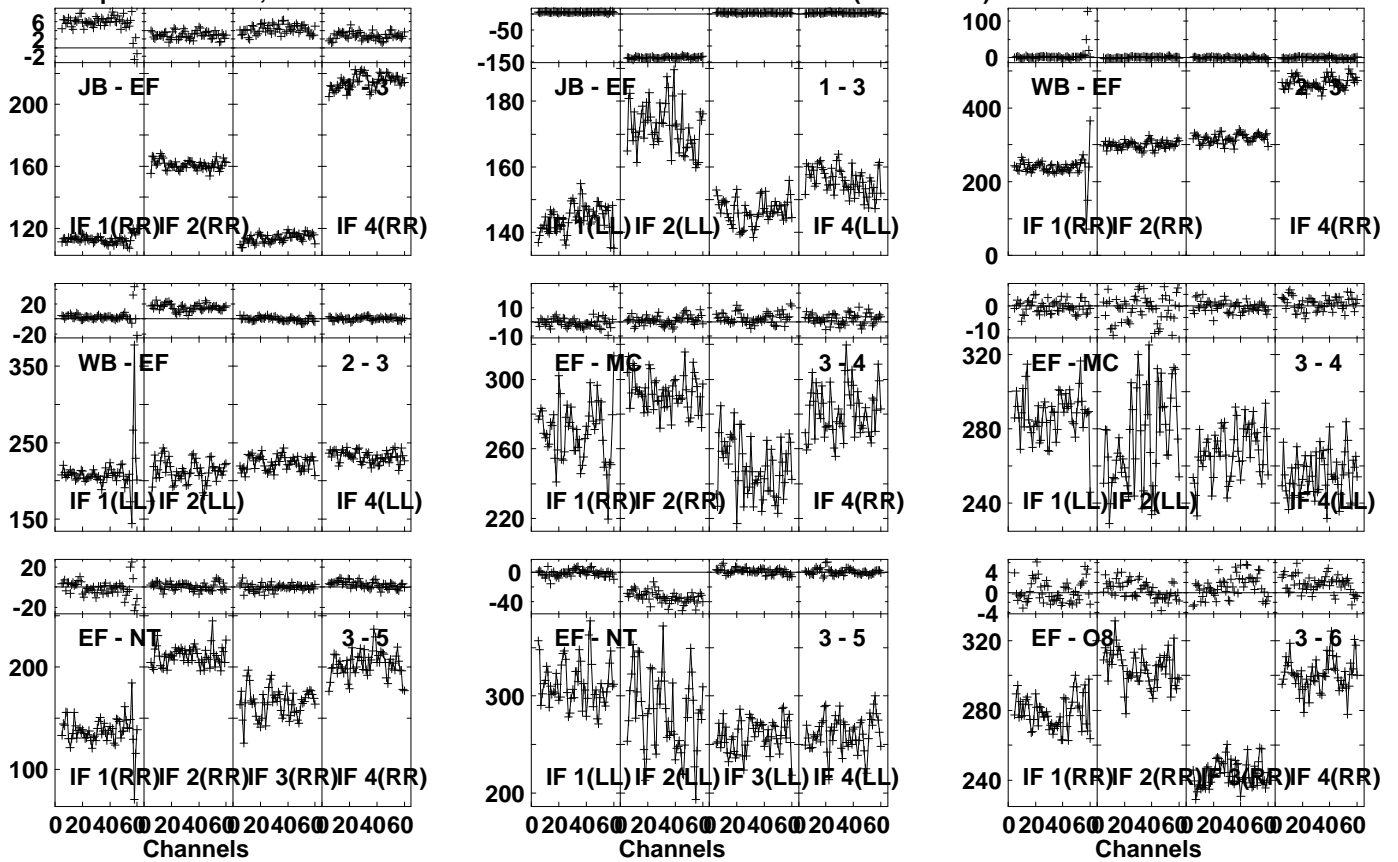 6
2
-2
JB - EF
1 - 3
200
160
120
IF 1(RR)
IF 2(RR)
IF 4(RR)
-50
-150
JB - EF
1 - 3
180
160
140
IF 1(LL)
IF 2(LL)
IF 4(LL)
100
0
WB - EF
2 - 3
400
200
0
IF 1(RR)
IF 2(RR)
IF 4(RR)
20
0
-20
WB - EF
2 - 3
350
250
150
IF 1(LL)
IF 2(LL)
IF 4(LL)
10
-10
EF - MC
3 - 4
300
260
220
IF 1(RR)
IF 2(RR)
IF 4(RR)
0
-10
EF - MC
3 - 4
320
280
240
IF 1(LL)
IF 2(LL)
IF 4(LL)
20
0
-20
EF - NT
3 - 5
200
100
IF 1(RR)
IF 2(RR)
IF 3(RR)
IF 4(RR)
0 204060 0 204060 0 204060 0 204060
Channels
0
-40
EF - NT
3 - 5
300
200
IF 1(LL)
IF 2(LL)
IF 3(LL)
IF 4(LL)
0 204060 0 204060 0 204060 0 204060
Channels
4
0
-4
EF - O8
3 - 6
320
280
240
IF 1(RR)
IF 2(RR)
IF 3(RR)
IF 4(RR)
0 204060 0 204060 0 204060 0 204060
Channels